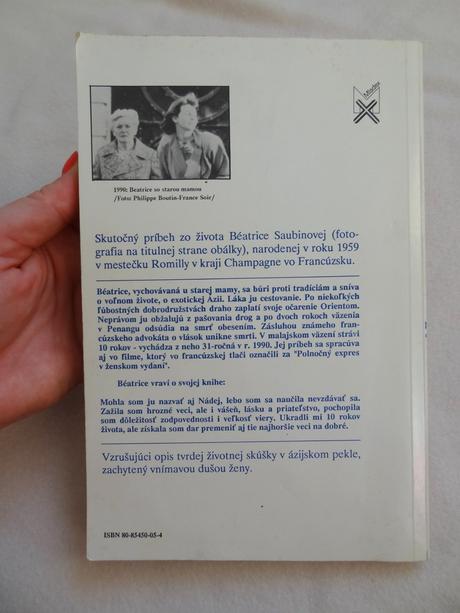 Mladex
1990: Beatrice so starou mamou
/Foto: Philippe Boutin-France Soir/
Skutočný príbeh zo života Béatrice Saubinovej (foto-
grafia na titulnej strane obálky), narodenej v roku 1959
v mestečku Romilly v kraji Champagne vo Francúzsku.
Béatrice, vychovávaná u starej mamy, sa búri proti tradíciám a sníva
o voľnom živote, o exotickej Ázii. Láka ju cestovanie. Po niekoľkých
ľúbostných dobrodružstvách draho zaplatí svoje očarenie Orientom.
Neprávom ju obžalujú z pašovania drog a po dvoch rokoch väzenia
v Penangu odsúdia na smrť obesením. Zásluhou známeho fran-
cúzskeho advokáta o vlások unikne smrti. V malajskom väzení strávi
10 rokov - vychádza z neho 31-ročná v r. 1990. Jej príbeh sa spracúva
aj vo filme, ktorý vo francúzskej tlači označili za "Polnočný expres
v ženskom vydaní".
Béatrice vraví o svojej knihe:
Mohla som ju nazvať aj Nádej, lebo som sa naučila nevzdávať sa.
Zažila som hrozné veci, ale i vášeň, lásku a priateľstvo, pochopila
som dôležitosť zodpovednosti i veľkosť viery. Ukradli mi 10 rokov
života, ale získala som dar premeniť aj tie najhoršie veci na dobré.
Vzrušujúci opis tvrdej životnej skúšky v ázijskom pekle,
zachytený vnímavou dušou ženy.
ISBN 80-85450-05-4